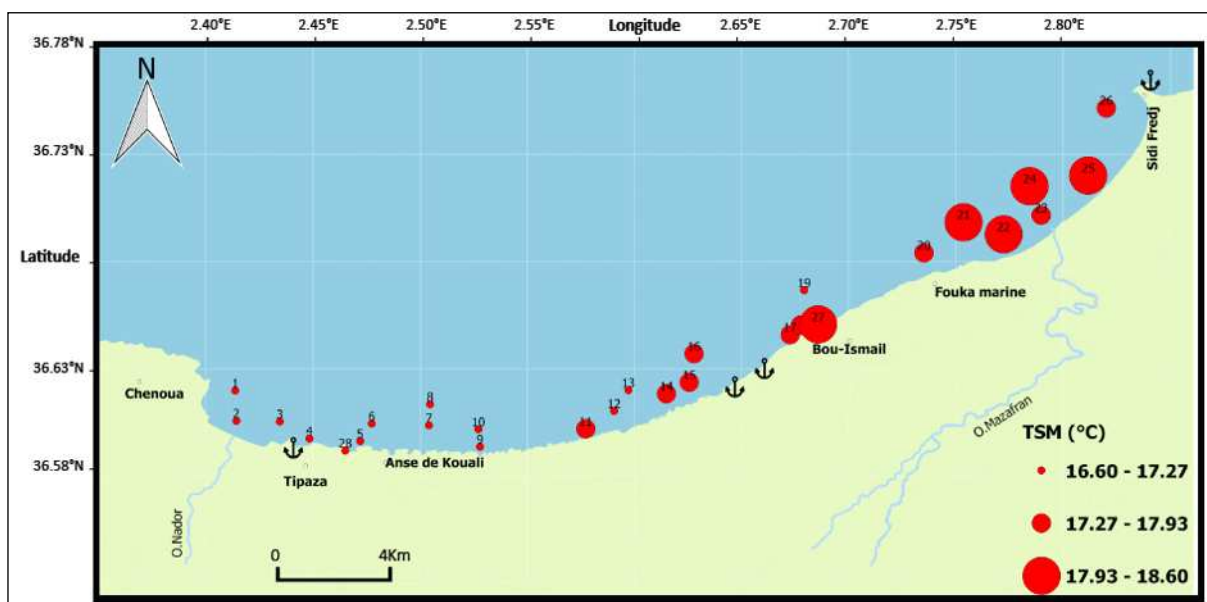 2.40°E 2.45°E 2.50°E 2.55°E Longitude 2.65°E 2.70°E 2.75°E 2.80°E
36.78°N
N
26
36.73°N
Sidi Fredj
25
24
23
21
22
20
Latitude
19
Fouka marine
27
17
Bou-Ismail
16
36.63°N
15
14
13
12
11
Chenoua
1
2
3
4
28
5
6
8
7
10
9
Anse de Kouali
36.58°N
Tipaza
O.Nador
O.Mazafran
0 4Km
TSM (°C)
16.60 - 17.27
17.27 - 17.93
17.93 - 18.60